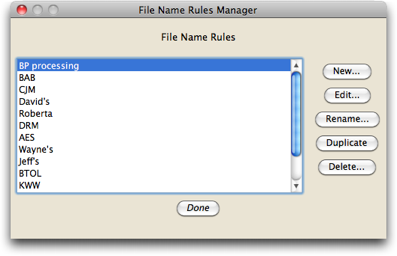 File Name Rules Manager
File Name Rules
BP processing
BAB
CJM
David's
Roberta
DRM
AES
Wayne's
Jeff's
BTOL
KWW
New...
Edit...
Rename...
Duplicate
Delete...
Done